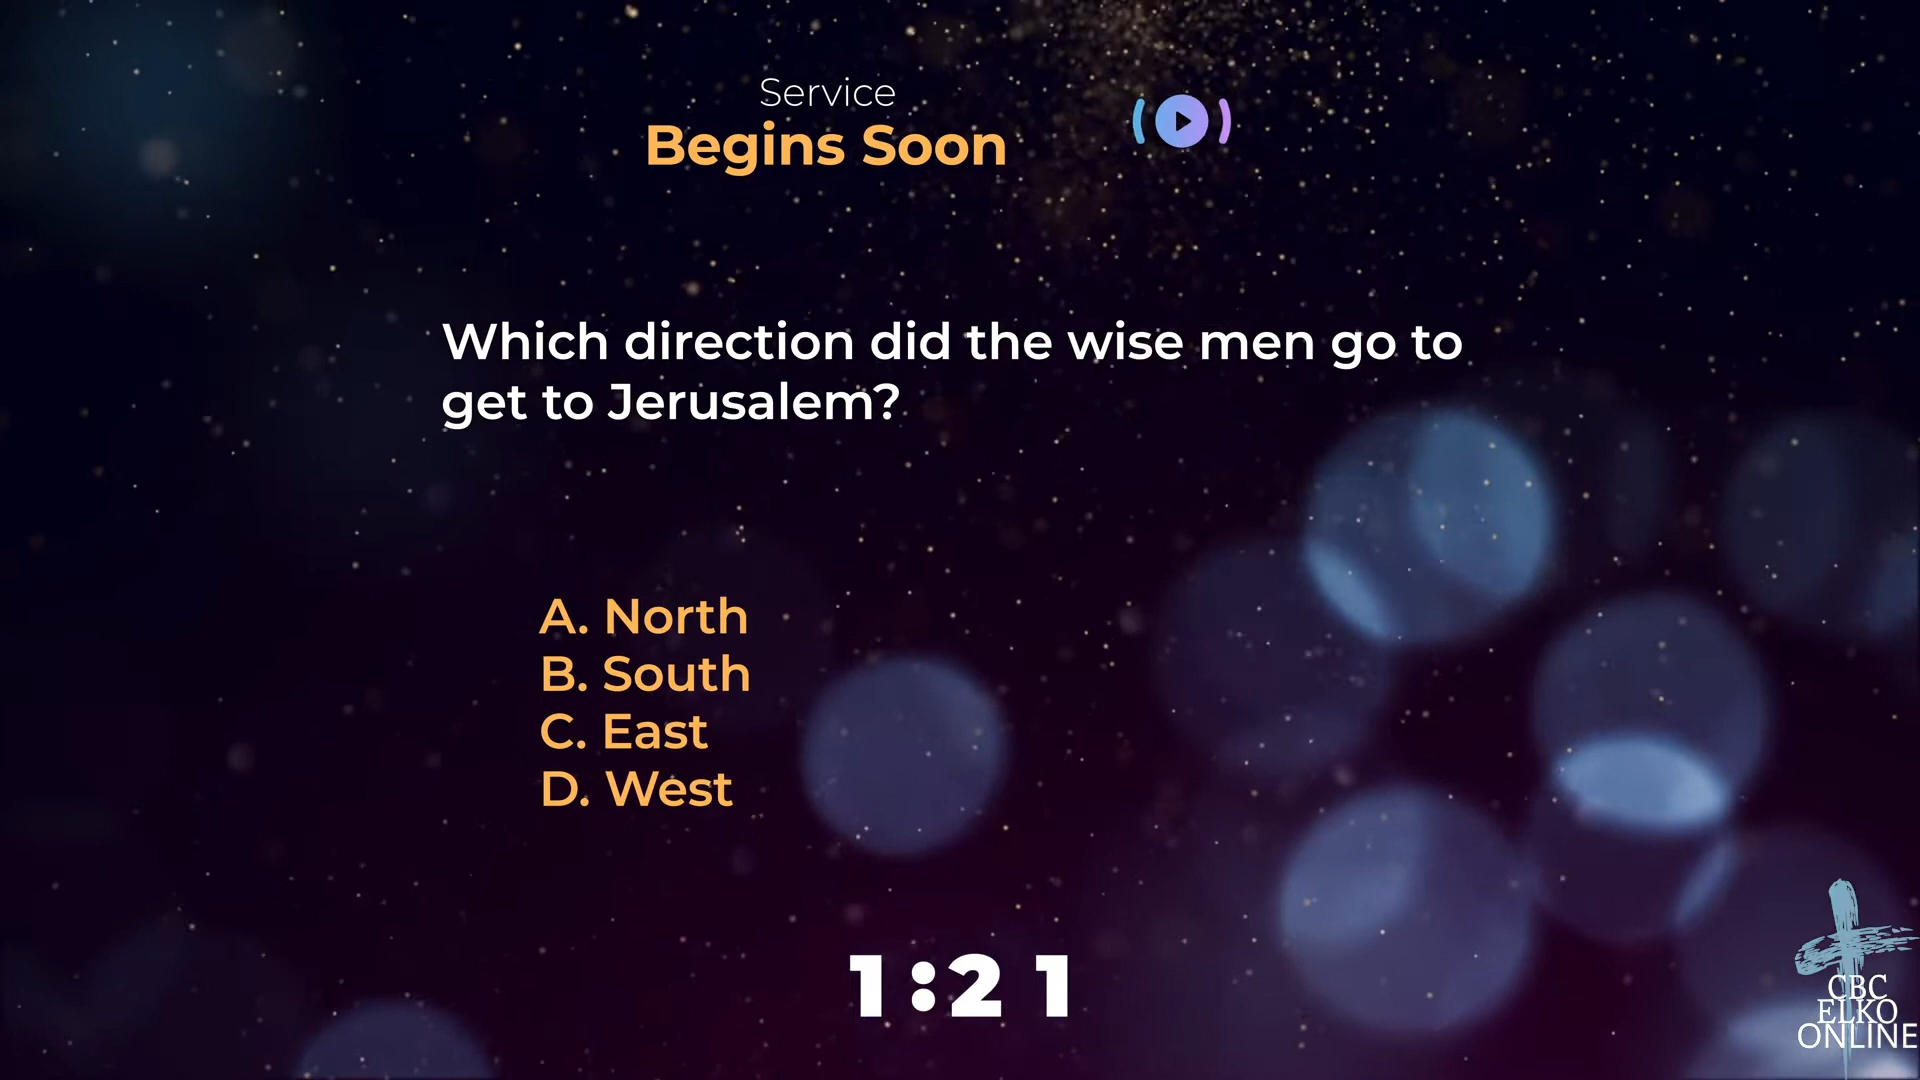 Service
Begins Soon
Which direction did the wise men go to
get to Jerusalem?
A. North
B. South
C. East
D. West
1:21
CBC
ELKO
ONLINE